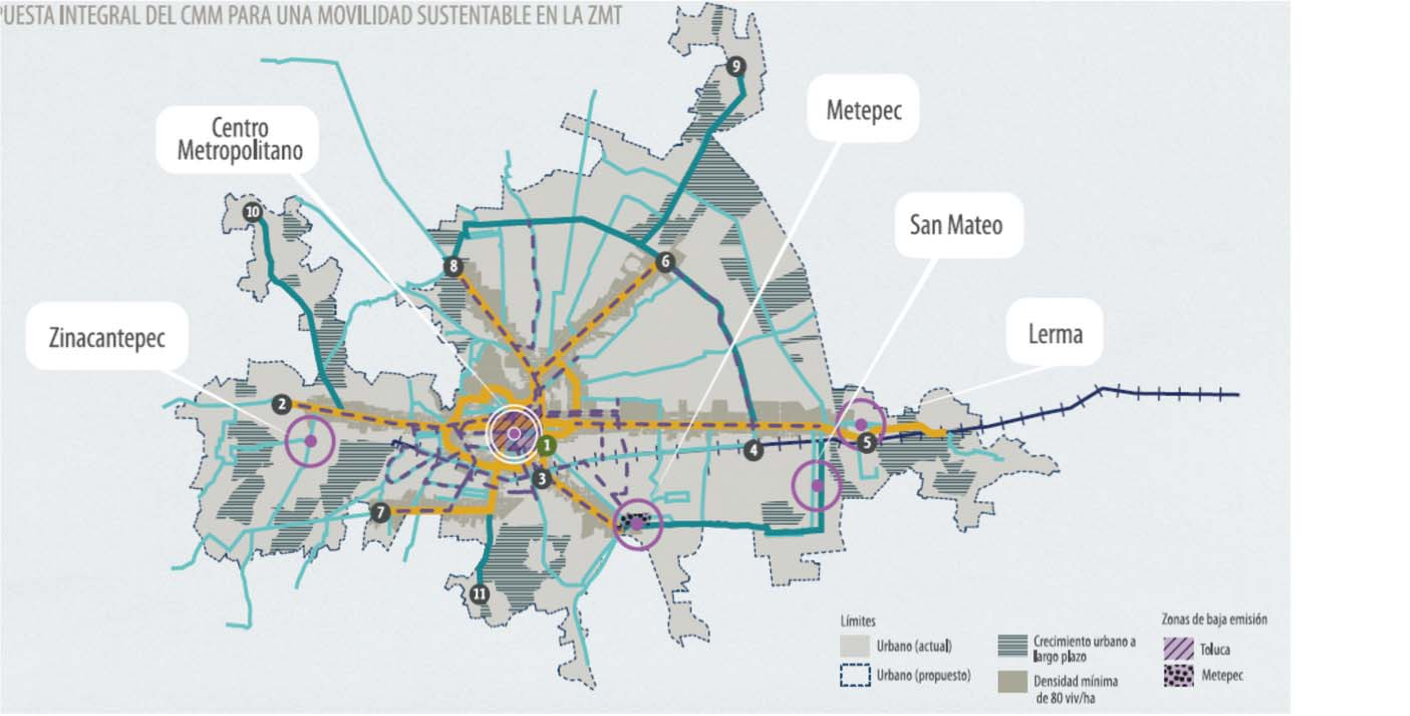 PUESTA INTEGRAL DEL CMM PARA UNA MOVILIDAD SUSTENTABLE EN LA ZMT
9
Metepec
Centro
Metropolitano
10
San Mateo
8
6
Zinacantepec
Lerma
2
1
5
4
3
7
11
Límites
Urbano (actual)
Urbano (propuesto)
Crecimiento urbano a
largo plazo
Densidad mínima
de 80 viv/ha
Zonas de baja emisión
Toluca
Metepec